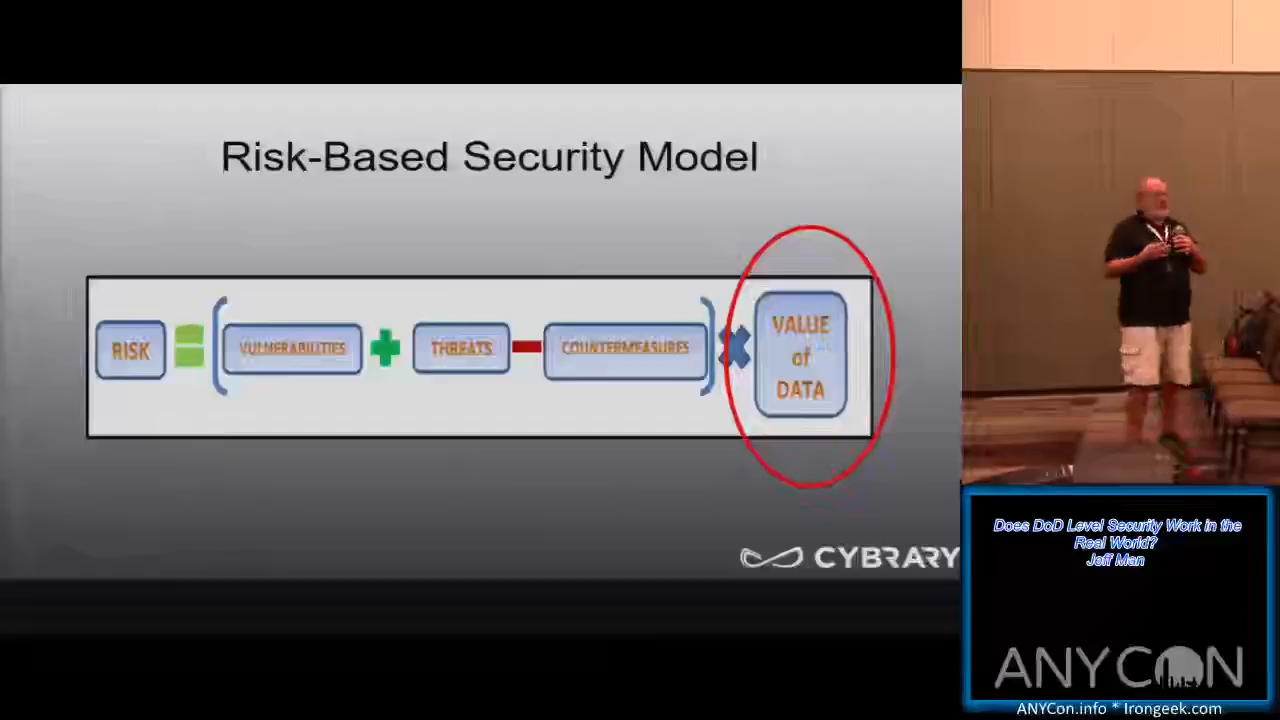 Risk-Based Security Model
RISK
VULNERABILITIES
THREATS
COUNTERMEASURES
VALUE
of
DATA
CYBRARY
Does DoD Level Security Work in the
Real World?
Jeff Man
ANYCON
ANYCon.info * Irongeek.com